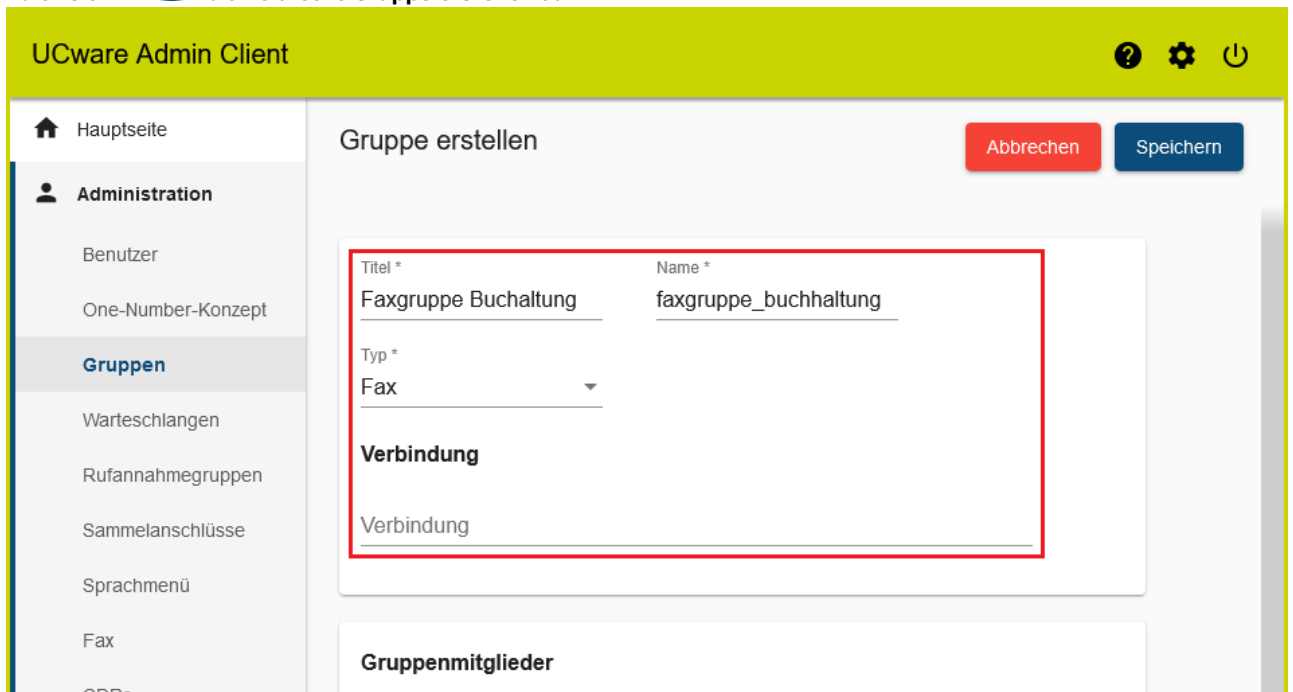 UCware Admin Client
Hauptseite
Administration
Benutzer
One-Number-Konzept
Gruppen
Warteschlangen
Rufannahmegruppen
Sammelanschlüsse
Sprachmenü
Fax
Gruppe erstellen
Abbrechen
Speichern
Titel *
Name *
Faxgruppe Buchaltung
faxgruppe_buchhaltung
Typ *
Fax
Verbindung
Verbindung
Gruppenmitglieder